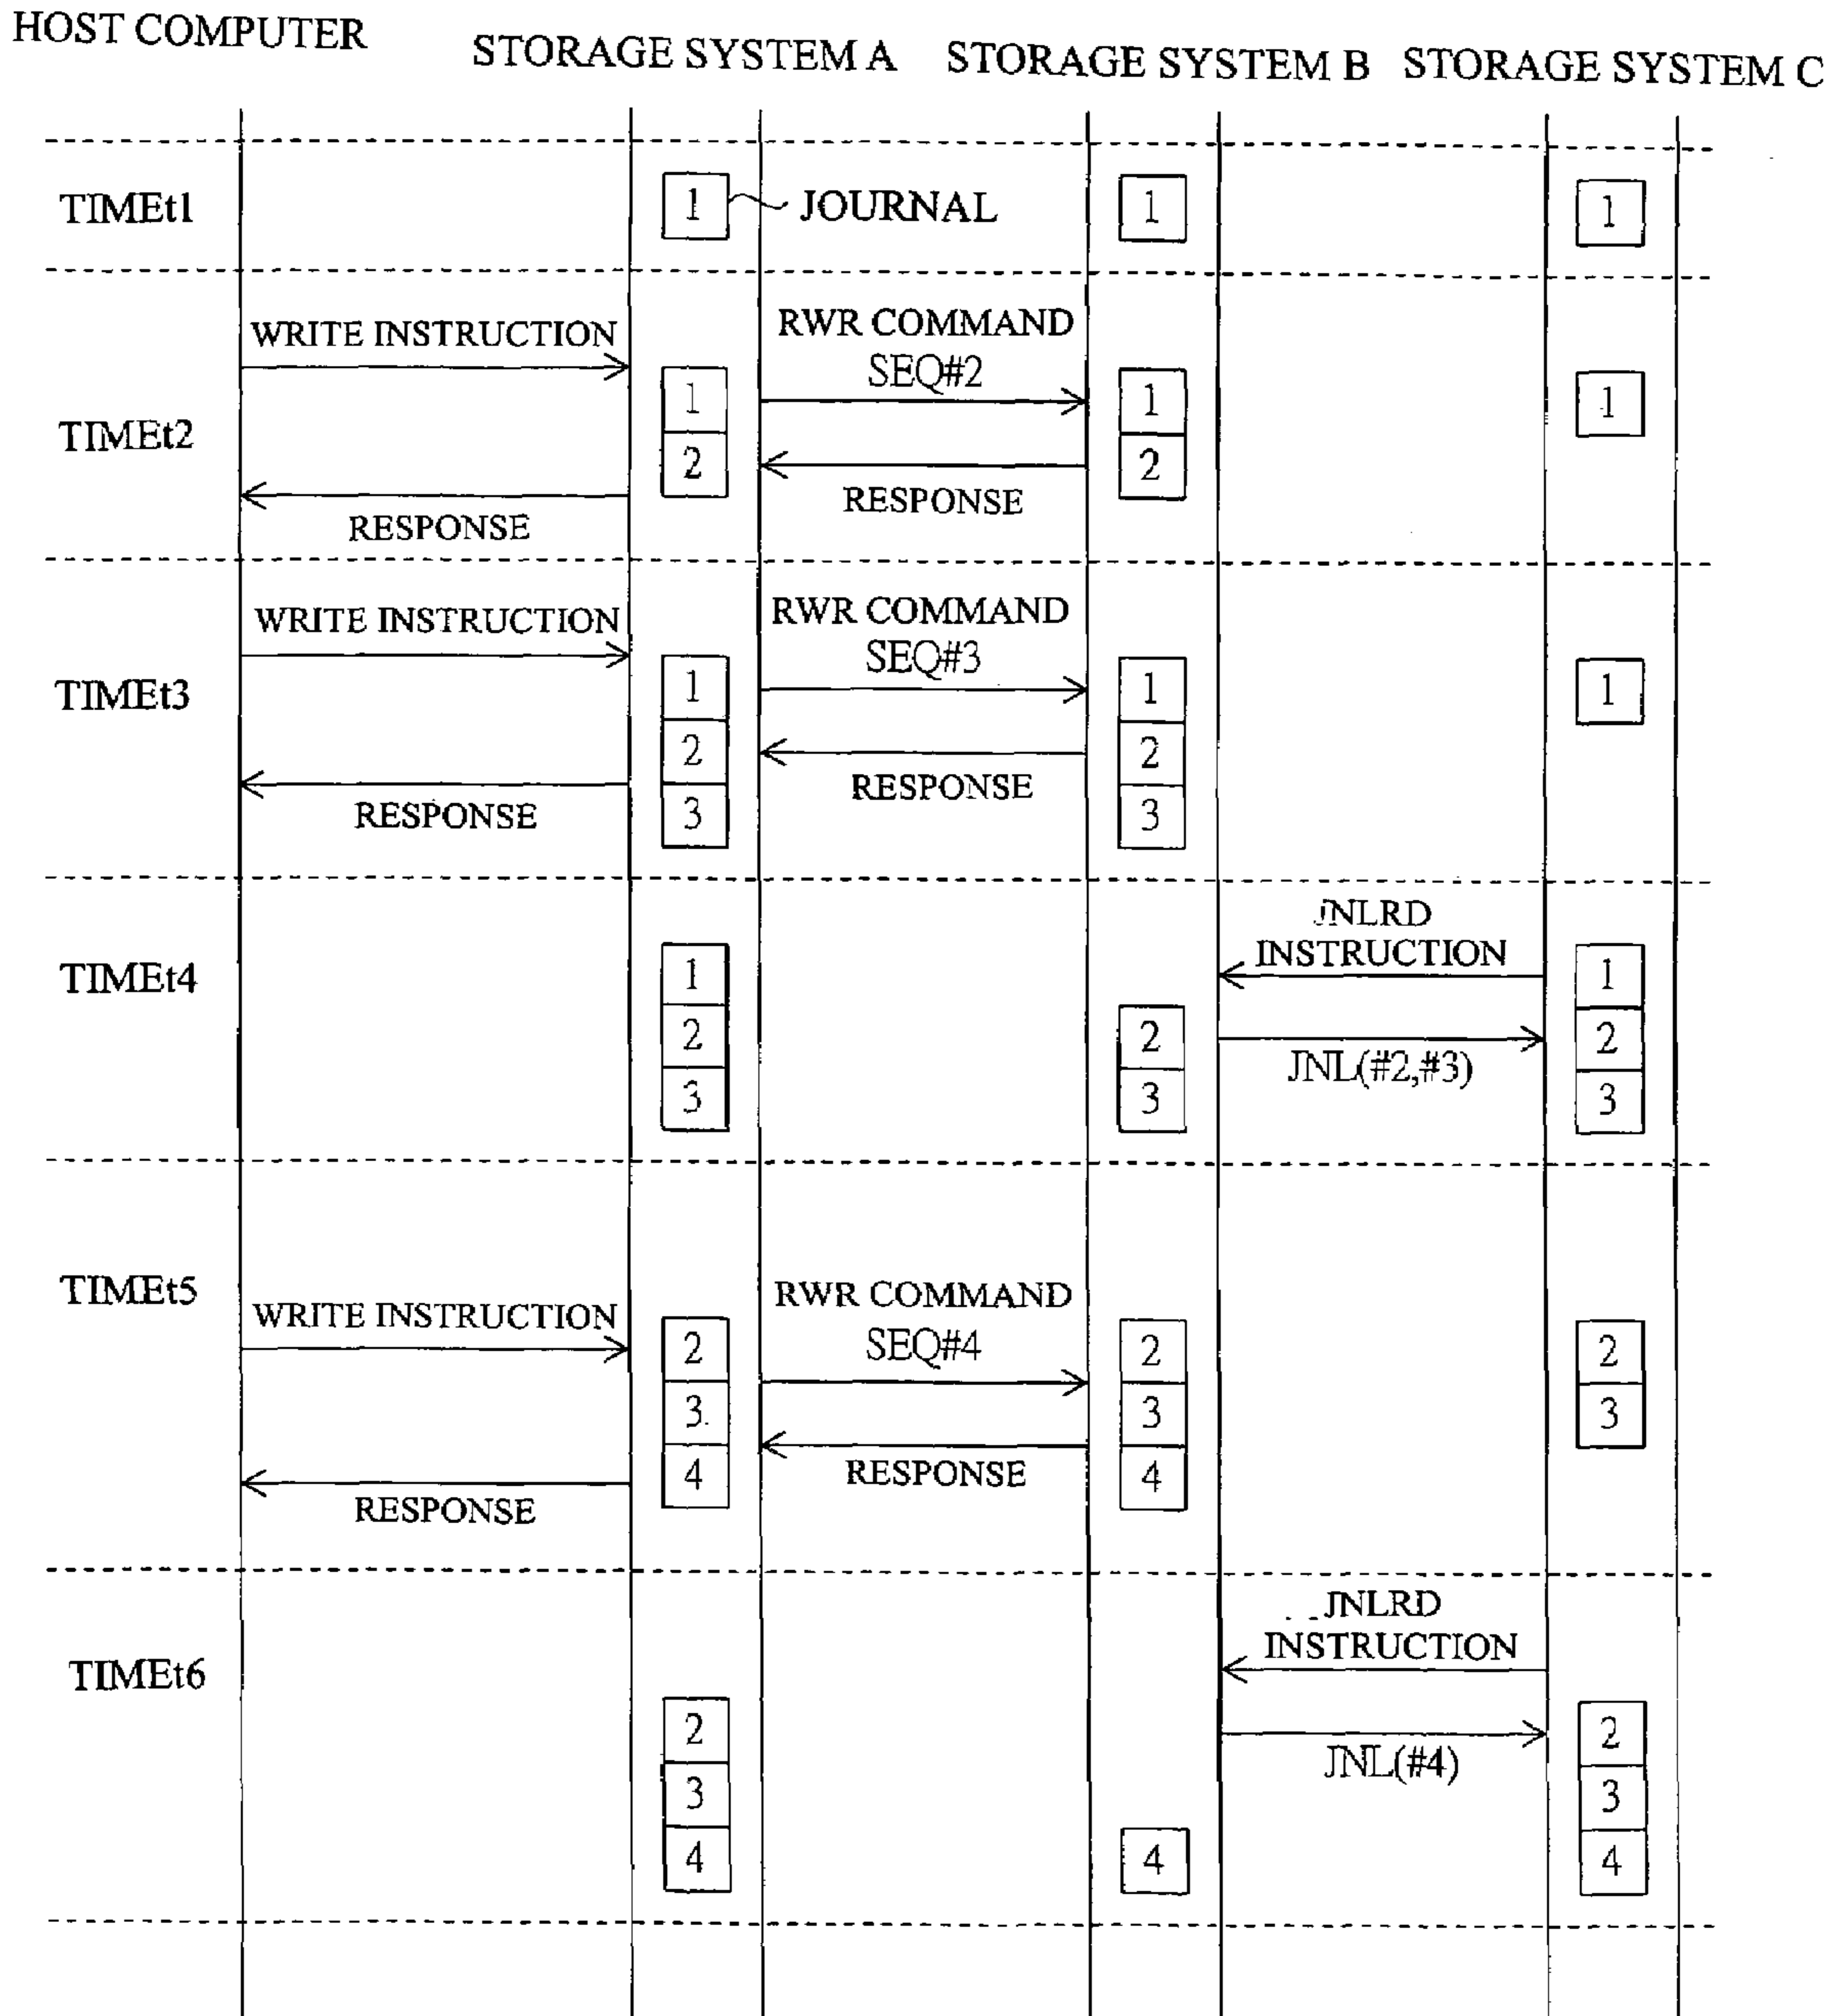 HOST COMPUTER
STORAGE SYSTEM A
STORAGE SYSTEM B
STORAGE SYSTEM C
TIMEt1
1
JOURNAL
1
1
TIMEt2
WRITE INSTRUCTION
RWR COMMAND
SEQ#2
1
2
1
2
1
RESPONSE
RESPONSE
TIMEt3
WRITE INSTRUCTION
RWR COMMAND
SEQ#3
1
2
3
1
2
3
1
RESPONSE
RESPONSE
TIMEt4
JNLRD
INSTRUCTION
1
2
3
2
3
JNL(#2,#3)
1
2
3
TIMEt5
WRITE INSTRUCTION
RWR COMMAND
SEQ#4
2
3
4
2
3
4
2
3
RESPONSE
RESPONSE
TIMEt6
JNLRD
INSTRUCTION
2
3
4
4
JNL(#4)
2
3
4